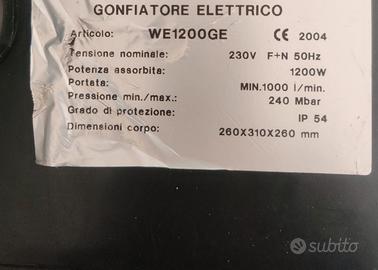 GONFIATORE ELETTRICO
Articolo: WE1200GE CE 2004
Tensione nominale: 230V F+N 50Hz
Potenza assorbita: 1200W
Portata: MIN.1000 l/min.
Pressione min./max.: 240 Mbar
Grado di protezione: IP 54
Dimensioni corpo: 260X310X260 mm
subito